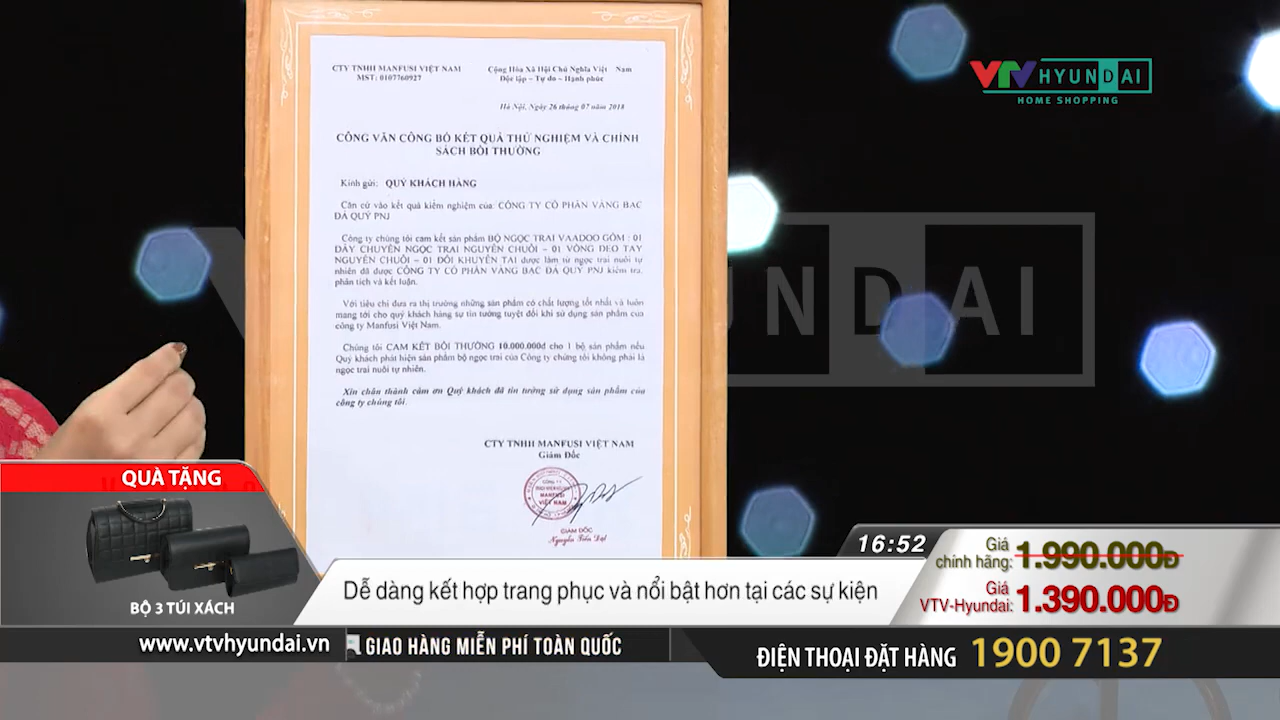 VTV HYUNDAI
HOME SHOPPING
CTY TNHH MANFUSI VIỆT NAM
MST: 0107760927
Cộng Hòa Xã Hội Chủ Nghĩa Việt Nam
Độc lập – Tự do – Hạnh phúc
Hà Nội, Ngày 26 tháng 07 năm 2018
CÔNG VĂN CÔNG BỐ KẾT QUẢ THỬ NGHIỆM VÀ CHÍNH
SÁCH BỒI THƯỜNG
Kính gửi: QUÝ KHÁCH HÀNG
Căn cứ vào kết quả kiểm nghiệm của: CÔNG TY CỔ PHẦN VÀNG BẠC
ĐÁ QUÝ PNJ
Công ty chúng tôi cam kết sản phẩm BỘ NGỌC TRAI VAADOO GỒM : 01
DÂY CHUYỀN NGỌC TRAI NGUYÊN CHUỖI – 01 VÒNG ĐEO TAY
NGUYÊN CHUỖI – 01 ĐÔI KHUYÊN TAI được làm từ ngọc trai nuôi tự
nhiên đã được CÔNG TY CỔ PHẦN VÀNG BẠC ĐÁ QUÝ PNJ kiểm tra,
phân tích và kết luận.
Với tiêu chí đưa ra thị trường những sản phẩm có chất lượng tốt nhất và luôn
mang tới cho quý khách hàng sự tin tưởng tuyệt đối khi sử dụng sản phẩm của
công ty Manfusi Việt Nam.
Chúng tôi CAM KẾT BỒI THƯỜNG 10.000.000đ cho 1 bộ sản phẩm nếu
Quý khách phát hiện sản phẩm bộ ngọc trai của Công ty chúng tôi không phải là
ngọc trai nuôi tự nhiên.
Xin chân thành cảm ơn Quý khách đã tin tưởng sử dụng sản phẩm của
công ty chúng tôi.
CTY TNHH MANFUSI VIỆT NAM
Giám Đốc
MANFUSI
VIỆT NAM
GIÁM ĐỐC
Nguyễn Tiến Đạt
UNDAI
QUÀ TẶNG
BỘ 3 TÚI XÁCH
16:52
Giá
chính hãng: 1.990.000Đ
Dễ dàng kết hợp trang phục và nổi bật hơn tại các sự kiện
Giá
VTV-Hyundai: 1.390.000Đ
www.vtvhyundai.vn
GIAO HÀNG MIỄN PHÍ TOÀN QUỐC
ĐIỆN THOẠI ĐẶT HÀNG 1900 7137